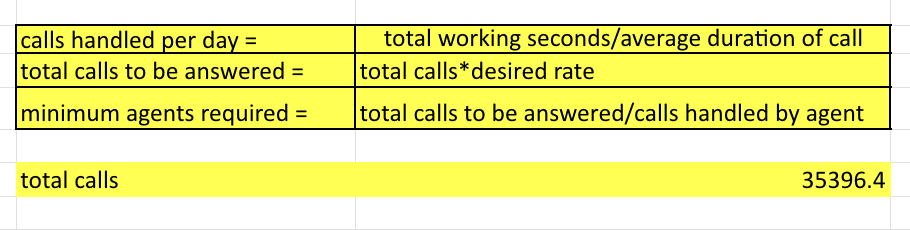 calls handled per day = total working seconds/average duration of call
total calls to be answered = total calls*desired rate
minimum agents required = total calls to be answered/calls handled by agent
total calls 35396.4